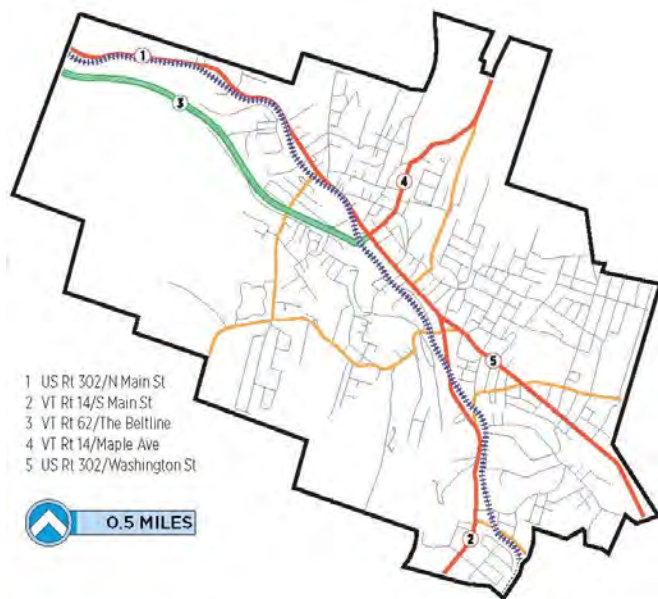 1
3
4
5
2
1 US Rt 302/N Main St
2 VT Rt 14/S Main St
3 VT Rt 62/The Beltline
4 VT Rt 14/Maple Ave
5 US Rt 302/Washington St
0.5 MILES